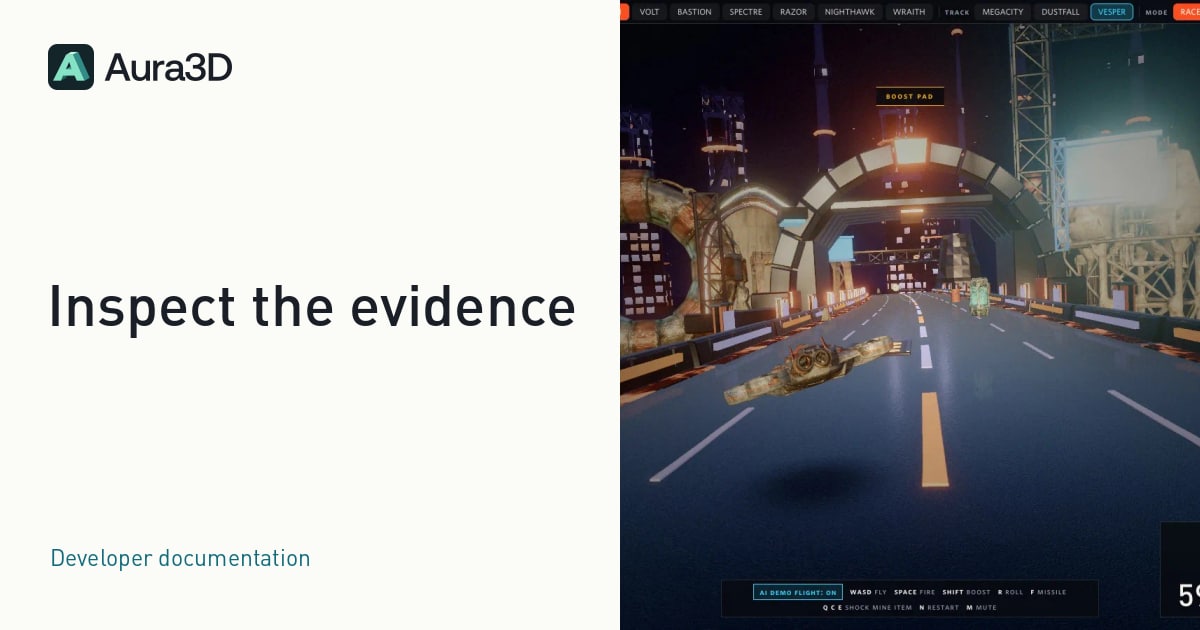 Aura3D
Inspect the evidence
Developer documentation
VOLT BASTION SPECTRE RAZOR NIGHTHAWK WRAITH TRACK MEGACITY DUSTFALL VESPER MODE RACE
BOOST PAD
AI DEMO FLIGHT: ON WASD FLY SPACE FIRE SHIFT BOOST R ROLL F MISSILE
Q C E SHOCK MINE ITEM N RESTART M MUTE